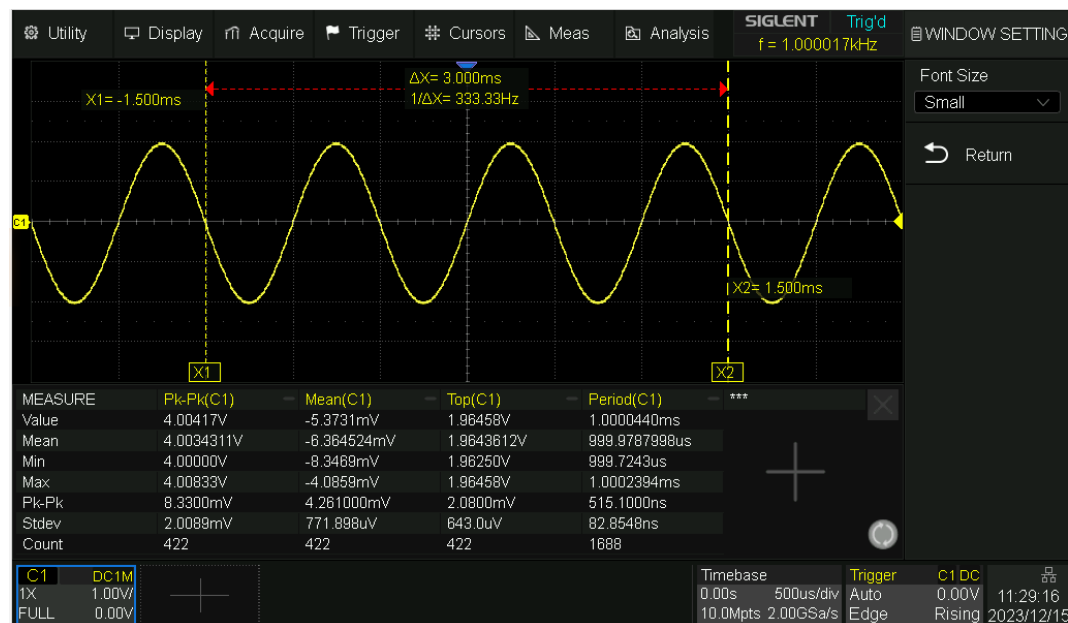 Utility Display Acquire Trigger Cursors Meas Analysis
SIGLENT Trig'd
f = 1.000017kHz
WINDOW SETTING
Font Size
Small
Return
ΔX= 3.000ms
1/ΔX= 333.33Hz
X1= -1.500ms
C1
X2= 1.500ms
X1 X2
MEASURE Pk-Pk(C1) Mean(C1) Top(C1) Period(C1) ***
Value 4.00417V -5.3731mV 1.96458V 1.0000440ms
Mean 4.0034311V -6.364524mV 1.9643612V 999.9787998us
Min 4.00000V -8.3469mV 1.96250V 999.7243us
Max 4.00833V -4.0859mV 1.96458V 1.0002394ms
Pk-Pk 8.3300mV 4.261000mV 2.0800mV 515.1000ns
Stdev 2.0089mV 771.898uV 643.0uV 82.8548ns
Count 422 422 422 1688
C1 DC1M
1X 1.00V/
FULL 0.00V
Timebase
0.00s 500us/div
10.0Mpts 2.00GSa/s
Trigger C1 DC
Auto 0.00V
Edge Rising
11:29:16
2023/12/15